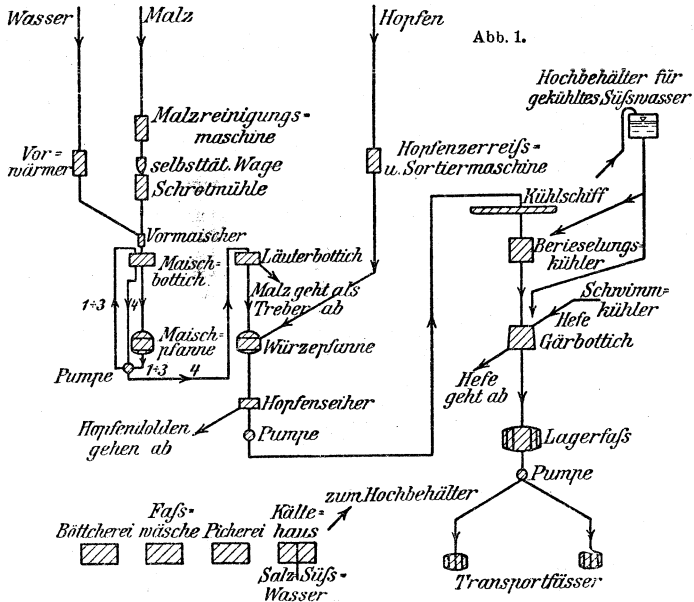 Wasser
Malz
Hopfen
Abb. 1.
Hochbehälter für
gekühltes Süßwasser
Malzreinigungs=
maschine
Vor=
wärmer
selbsttät. Wage
Schrotmühle
Hopfenzerreiß=
u. Sortiermaschine
Kühlschiff
Vormaischer
Maisch=
bottich
Läuterbottich
Berieselungs=
kühler
Malz geht als
Treber ab
1÷3
4
Schwimm=
kühler
Hefe
Maisch=
pfanne
Würzepfanne
Gärbottich
Pumpe
1÷3
4
Hefe
geht ab
Hopfenseiher
Hopfendolden
gehen ab
Pumpe
Lagerfaß
Pumpe
zum Hochbehälter
Böttcherei
Faß=
wäsche
Picherei
Kälte=
haus
Salz-Süß=
Wasser
Transportfässer